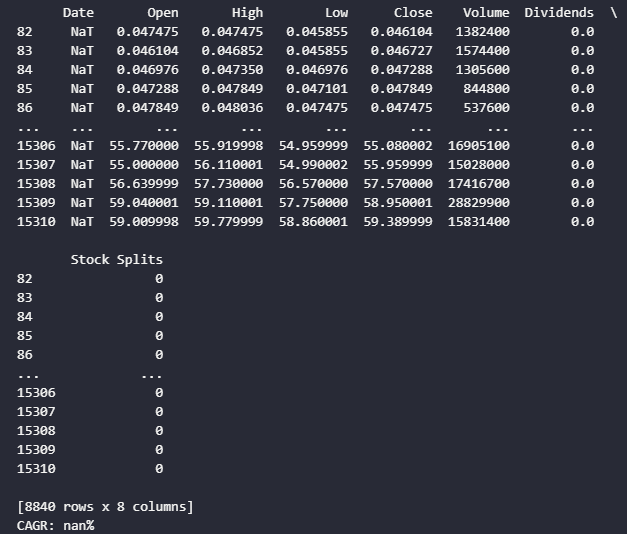 Date Open High Low Close Volume Dividends \
82 NaT 0.047475 0.047475 0.045855 0.046104 1382400 0.0
83 NaT 0.046104 0.046852 0.045855 0.046727 1574400 0.0
84 NaT 0.046976 0.047350 0.046976 0.047288 1305600 0.0
85 NaT 0.047288 0.047849 0.047101 0.047849 844800 0.0
86 NaT 0.047849 0.048036 0.047475 0.047475 537600 0.0
... ... ... ... ... ... ... ...
15306 NaT 55.770000 55.919998 54.959999 55.080002 16905100 0.0
15307 NaT 55.000000 56.110001 54.990002 55.959999 15028000 0.0
15308 NaT 56.639999 57.730000 56.570000 57.570000 17416700 0.0
15309 NaT 59.040001 59.110001 57.750000 58.950001 28829900 0.0
15310 NaT 59.009998 59.779999 58.860001 59.389999 15831400 0.0
Stock Splits
82 0
83 0
84 0
85 0
86 0
... ...
15306 0
15307 0
15308 0
15309 0
15310 0
[8840 rows x 8 columns]
CAGR: nan%